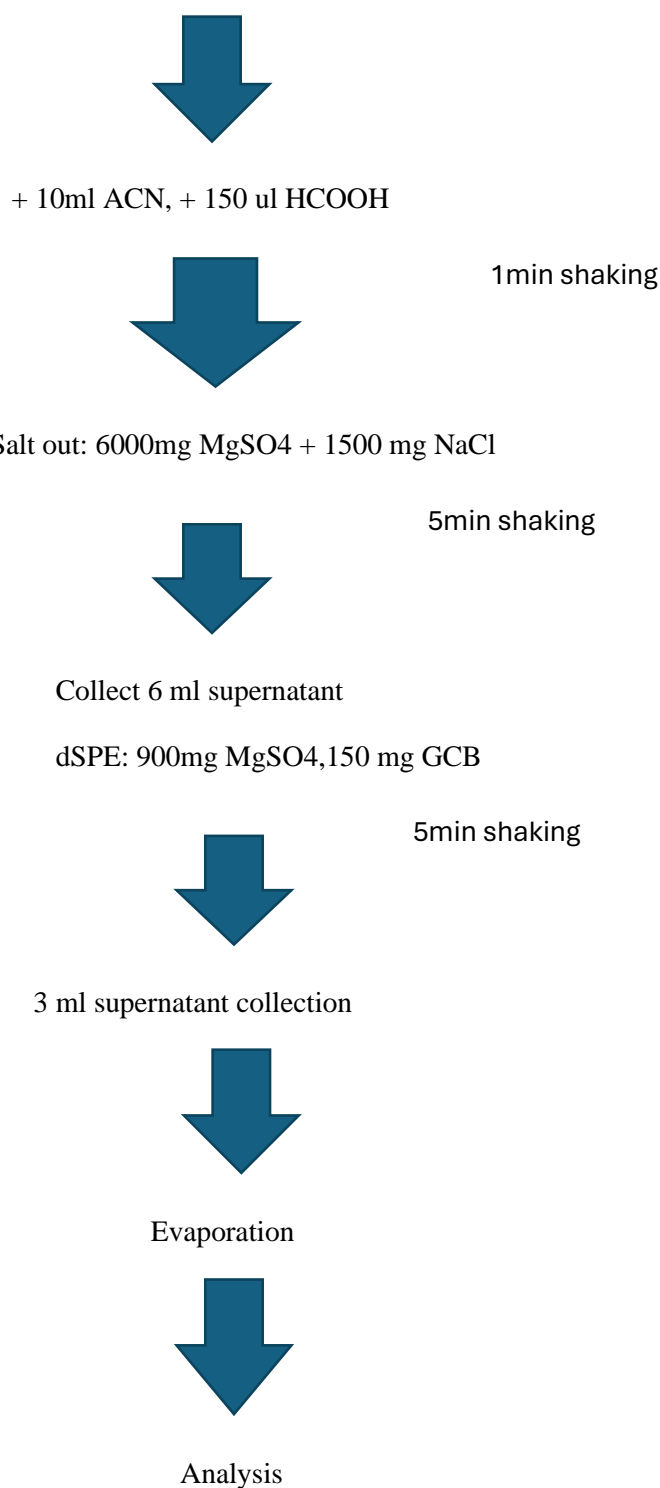 + 10ml ACN, + 150 ul HCOOH
1min shaking
Salt out: 6000mg MgSO4 + 1500 mg NaCl
5min shaking
Collect 6 ml supernatant
dSPE: 900mg MgSO4,150 mg GCB
5min shaking
3 ml supernatant collection
Evaporation
Analysis